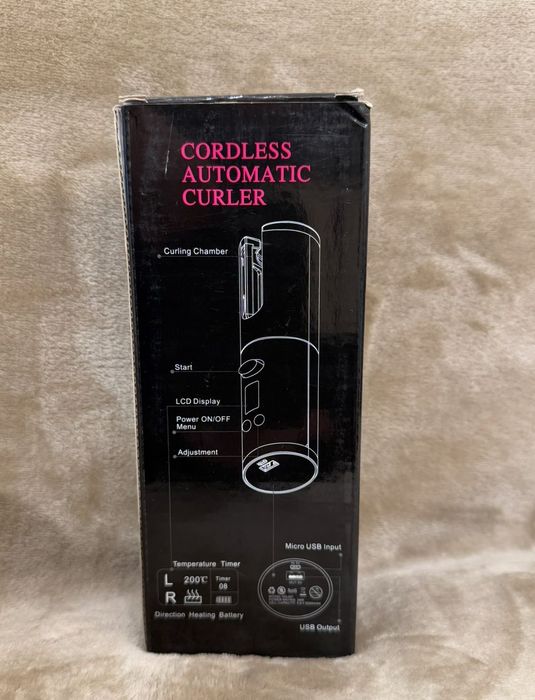 CORDLESS
AUTOMATIC
CURLER
Curling Chamber
Start
LCD Display
Power ON/OFF
Menu
Adjustment
Micro USB Input
Temperature Timer
L 200℃ Timer
08
R
Direction Heating Battery
USB Output